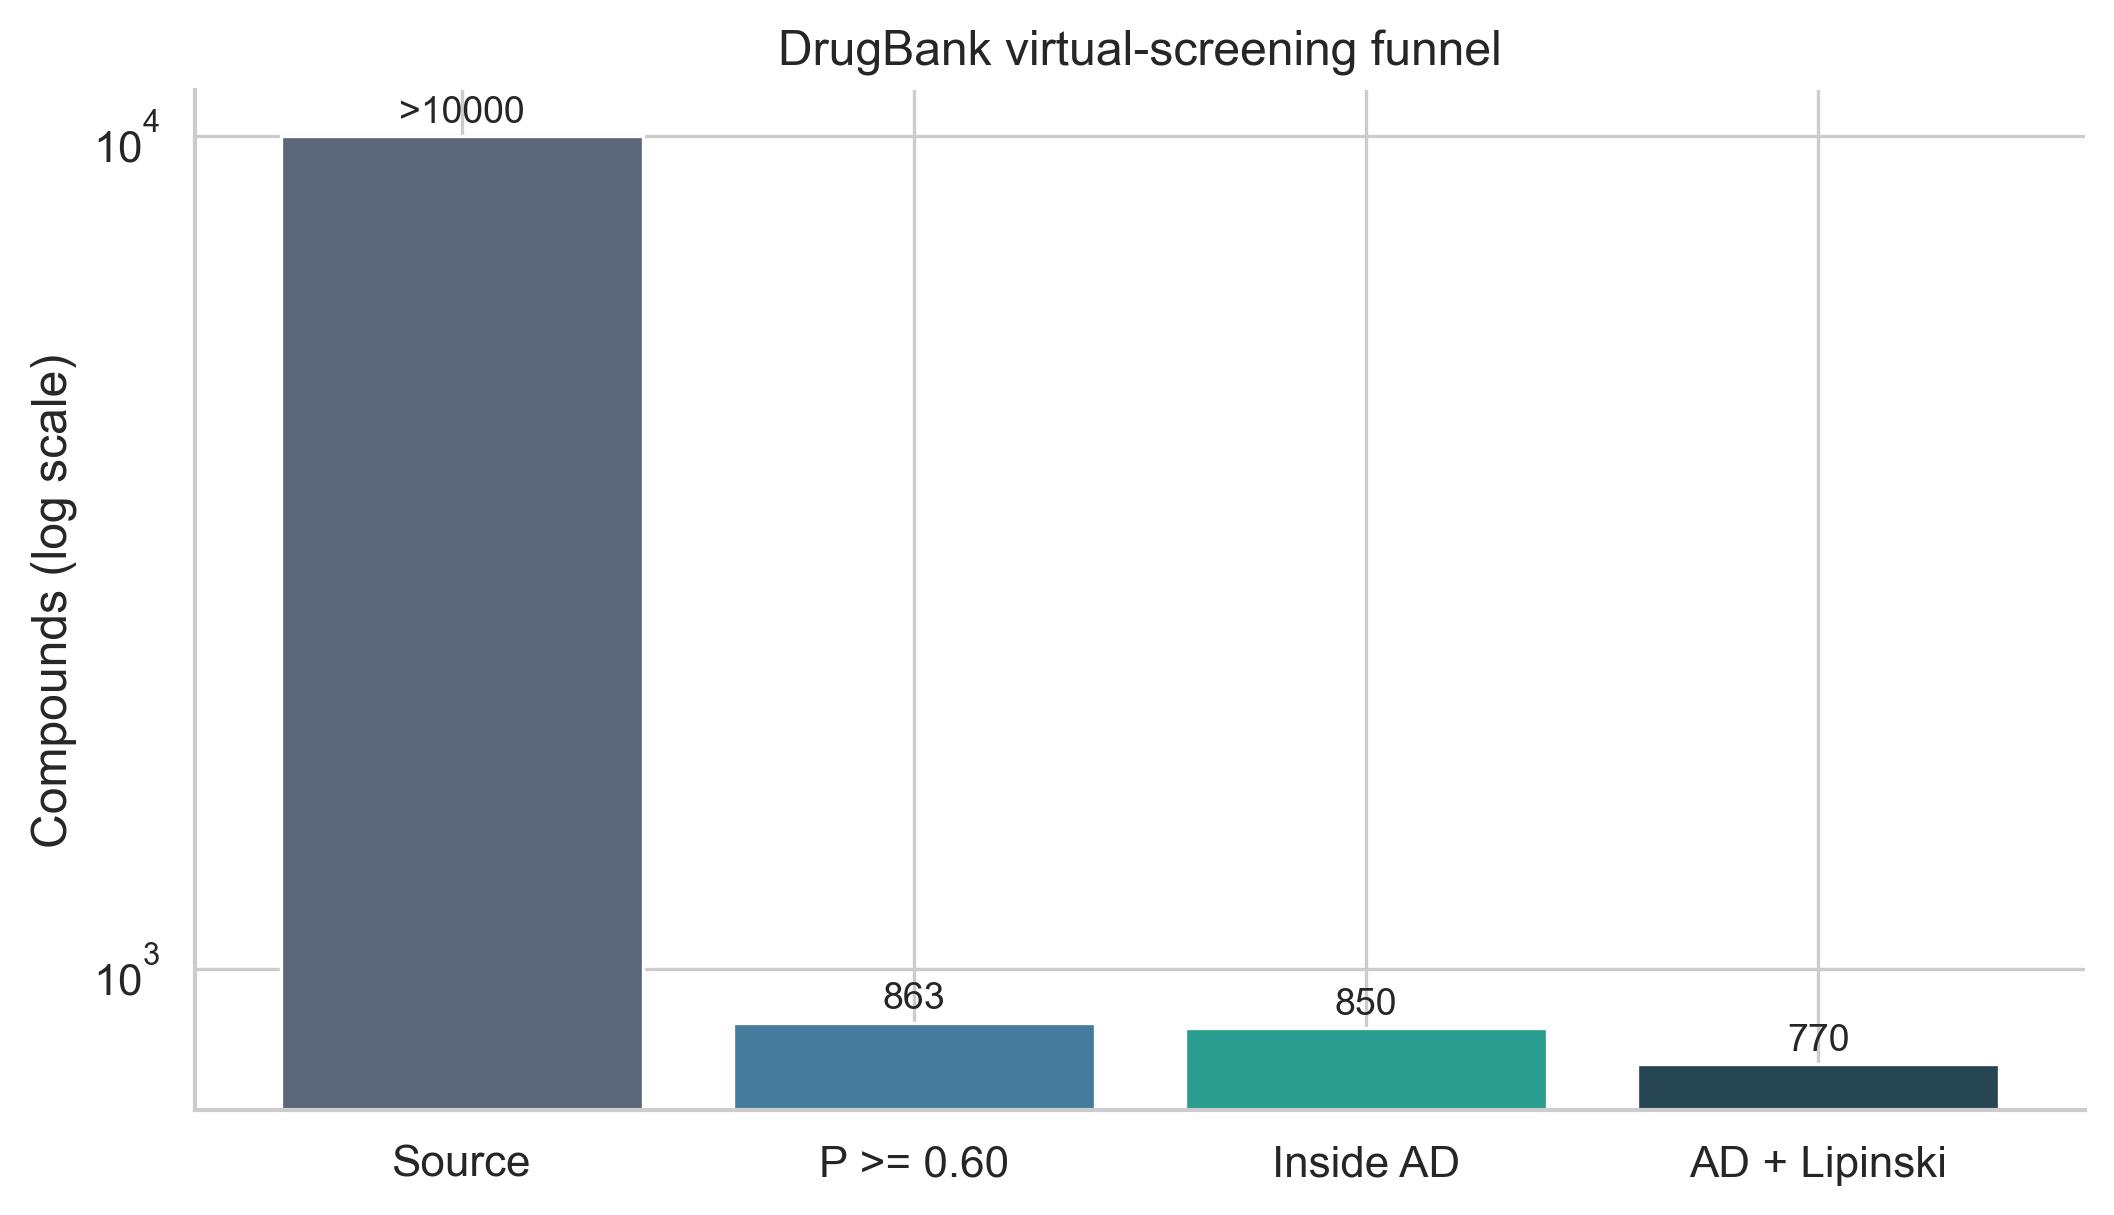 DrugBank virtual-screening funnel
Compounds (log scale)
10^4
10^3
>10000
863
850
770
Source
P >= 0.60
Inside AD
AD + Lipinski